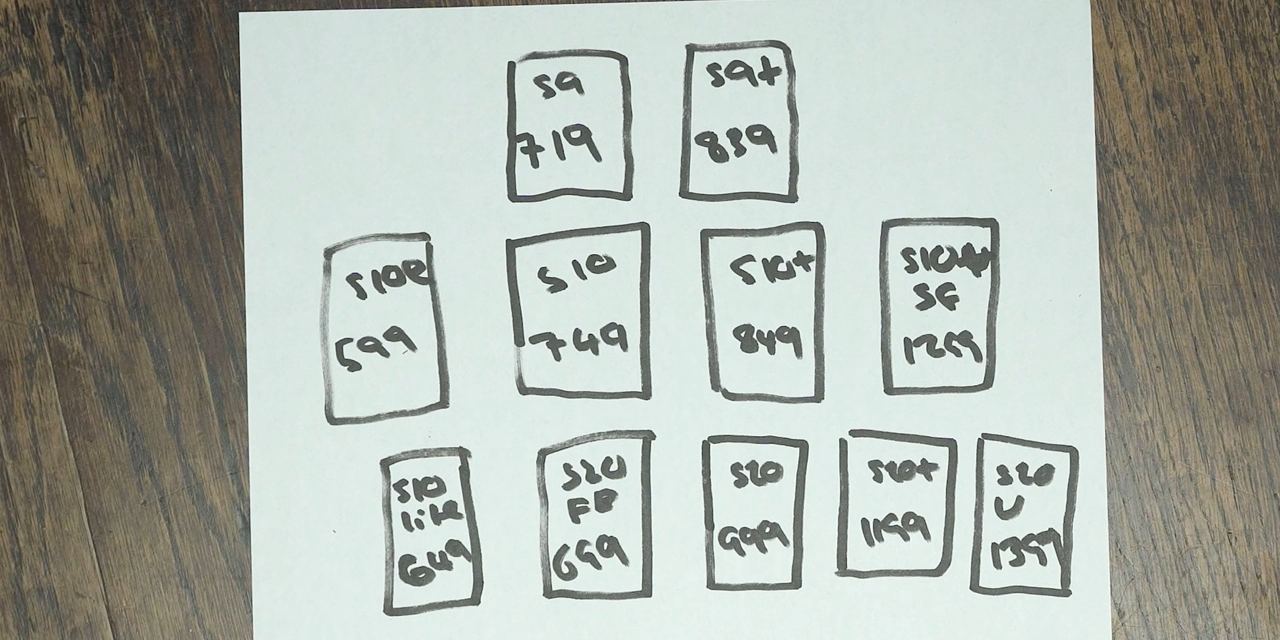 S9
719
S9+
839
S10e
599
S10
749
S10+
849
S10+
5G
1299
S10
lite
649
S20
FE
699
S20
999
S20+
1199
S20
U
1399